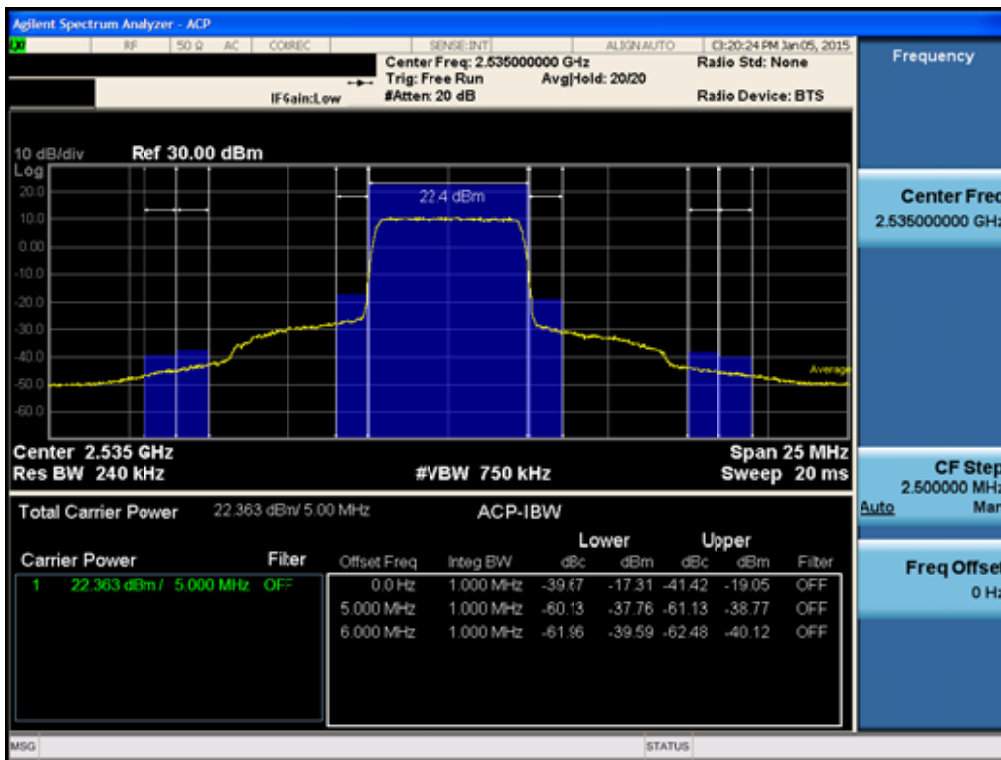 Agilent Spectrum Analyzer - ACP
LXI RF 50 Ω AC CORREC SENSE:INT ALIGN AUTO 03:20:24 PM Jan 05, 2015
Center Freq: 2.535000000 GHz Radio Std: None
Trig: Free Run Avg|Hold: 20/20
IFGain:Low #Atten: 20 dB Radio Device: BTS
10 dB/div Ref 30.00 dBm
Log
20.0
22.4 dBm
10.0
0.00
-10.0
-20.0
-30.0
-40.0
Average
-50.0
-60.0
Center 2.535 GHz Span 25 MHz
Res BW 240 kHz #VBW 750 kHz Sweep 20 ms
Total Carrier Power 22.363 dBm/ 5.00 MHz ACP-IBW
Lower Upper
Carrier Power Filter Offset Freq Integ BW dBc dBm dBc dBm Filter
1 22.363 dBm / 5.000 MHz OFF 0.0 Hz 1.000 MHz -39.67 -17.31 -41.42 -19.05 OFF
5.000 MHz 1.000 MHz -60.13 -37.76 -61.13 -38.77 OFF
6.000 MHz 1.000 MHz -61.96 -39.59 -62.48 -40.12 OFF
MSG STATUS
Frequency
Center Freq
2.535000000 GHz
CF Step
2.500000 MHz
Auto Man
Freq Offset
0 Hz